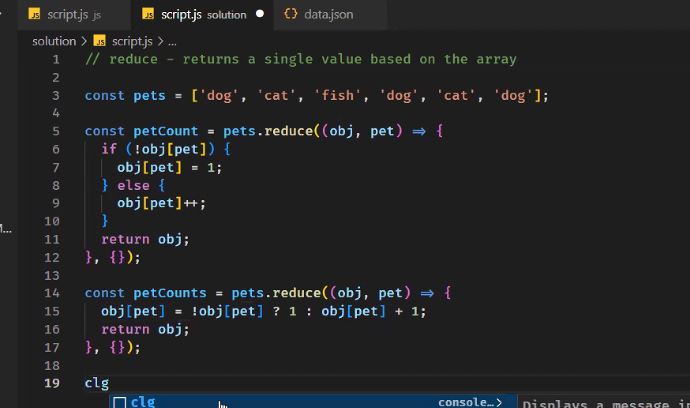 JS script.js JS script.js solution {} data.json
solution > JS script.js > ...
1 // reduce - returns a single value based on the array
2
3 const pets = ['dog', 'cat', 'fish', 'dog', 'cat', 'dog'];
4
5 const petCount = pets.reduce((obj, pet) => {
6 if (!obj[pet]) {
7 obj[pet] = 1;
8 } else {
9 obj[pet]++;
10 }
11 return obj;
12 }, {});
13
14 const petCounts = pets.reduce((obj, pet) => {
15 obj[pet] = !obj[pet] ? 1 : obj[pet] + 1;
16 return obj;
17 }, {});
18
19 clg
clg console…> Displays a message in
M...